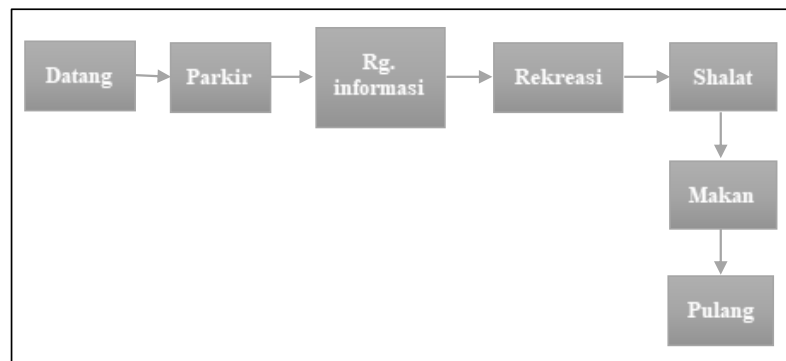 Datang
Parkir
Rg.
informasi
Rekreasi
Shalat
Makan
Pulang